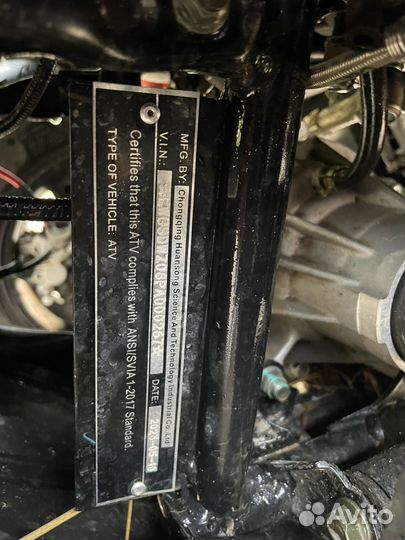 MFG. BY: Chongqing Huansong Science And Technology Industrial Co., Ltd.
V.I.N.: DATE:
Certifies that this ATV complies with ANSI/SVIA 1-2017 Standard.
TYPE OF VEHICLE: ATV
Avito